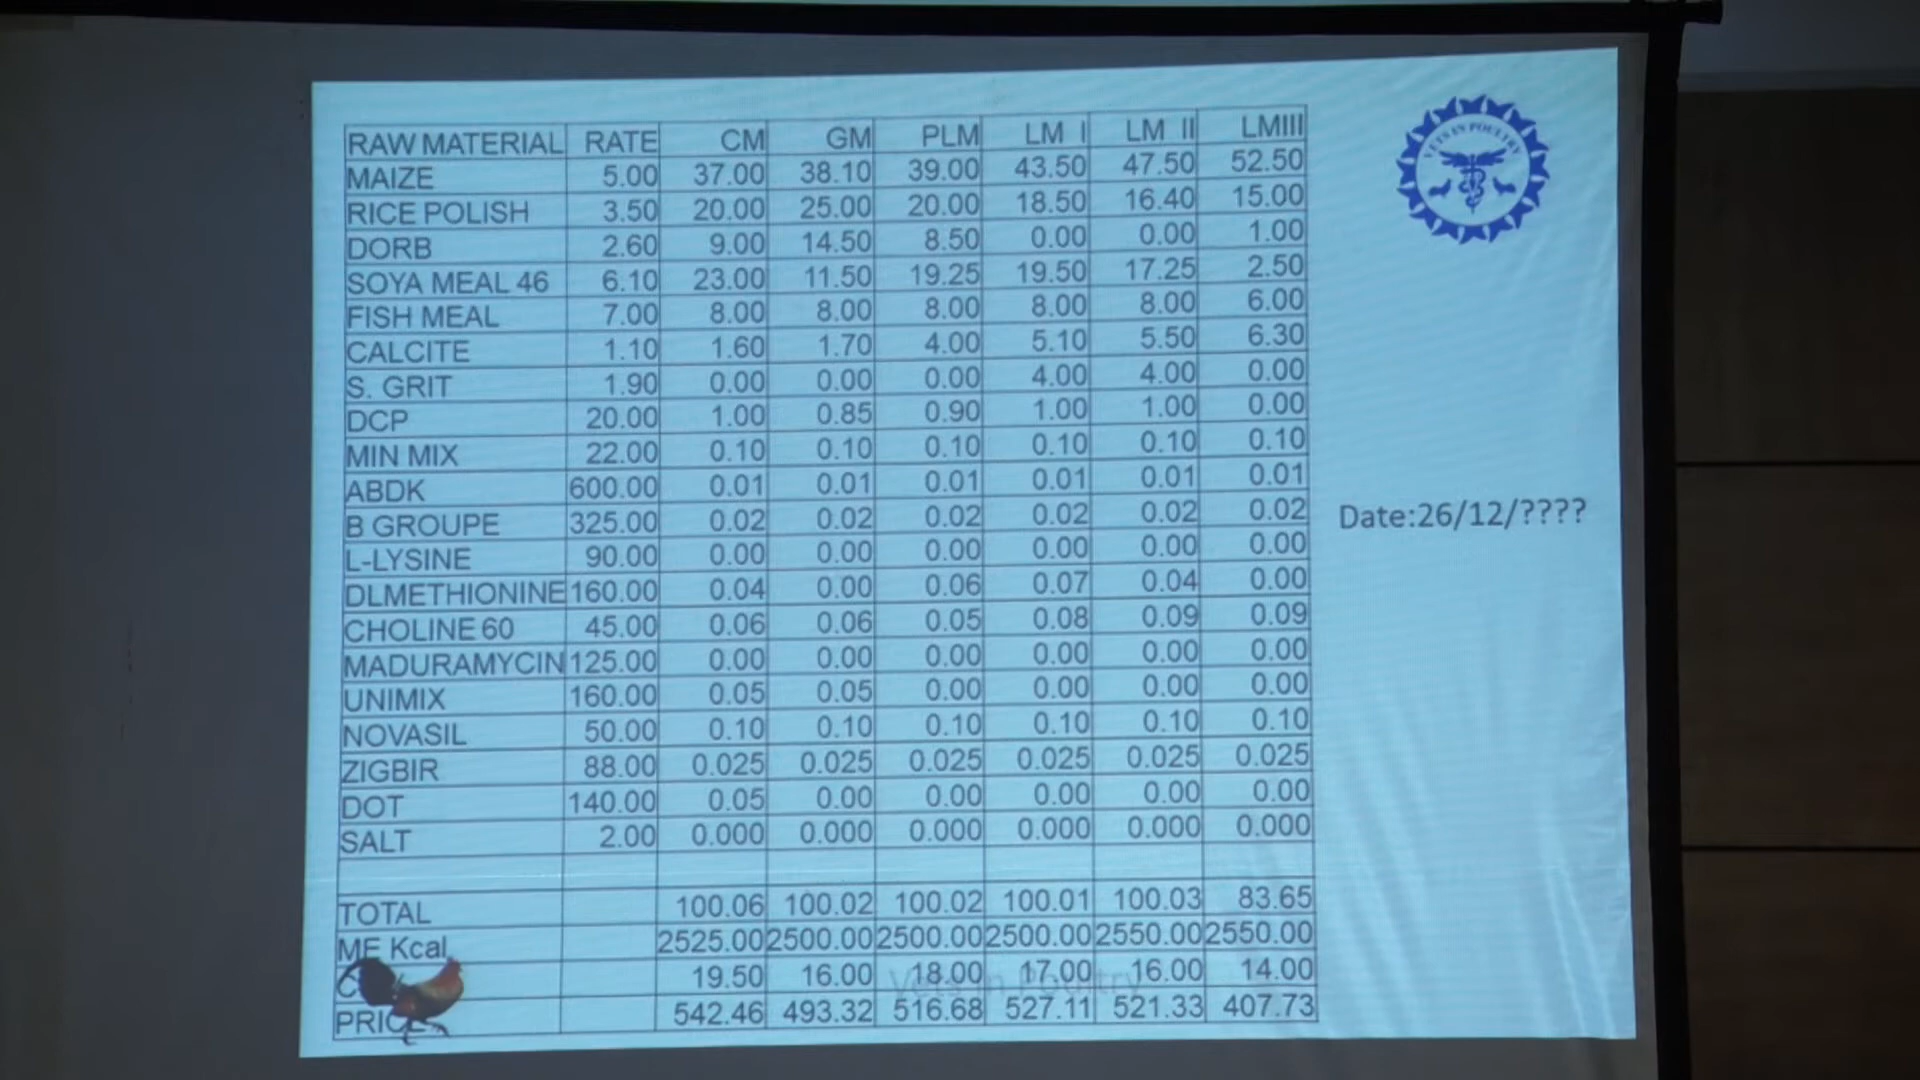 VETS IN POULTRY
RAW MATERIAL RATE CM GM PLM LM I LM II LMIII
MAIZE 5.00 37.00 38.10 39.00 43.50 47.50 52.50
RICE POLISH 3.50 20.00 25.00 20.00 18.50 16.40 15.00
DORB 2.60 9.00 14.50 8.50 0.00 0.00 1.00
SOYA MEAL 46 6.10 23.00 11.50 19.25 19.50 17.25 2.50
FISH MEAL 7.00 8.00 8.00 8.00 8.00 8.00 6.00
CALCITE 1.10 1.60 1.70 4.00 5.10 5.50 6.30
S. GRIT 1.90 0.00 0.00 0.00 4.00 4.00 0.00
DCP 20.00 1.00 0.85 0.90 1.00 1.00 0.00
MIN MIX 22.00 0.10 0.10 0.10 0.10 0.10 0.10
ABDK 600.00 0.01 0.01 0.01 0.01 0.01 0.01
B GROUPE 325.00 0.02 0.02 0.02 0.02 0.02 0.02
Date:26/12/????
L-LYSINE 90.00 0.00 0.00 0.00 0.00 0.00 0.00
DLMETHIONINE 160.00 0.04 0.00 0.06 0.07 0.04 0.00
CHOLINE 60 45.00 0.06 0.06 0.05 0.08 0.09 0.09
MADURAMYCIN 125.00 0.00 0.00 0.00 0.00 0.00 0.00
UNIMIX 160.00 0.05 0.05 0.00 0.00 0.00 0.00
NOVASIL 50.00 0.10 0.10 0.10 0.10 0.10 0.10
ZIGBIR 88.00 0.025 0.025 0.025 0.025 0.025 0.025
DOT 140.00 0.05 0.00 0.00 0.00 0.00 0.00
SALT 2.00 0.000 0.000 0.000 0.000 0.000 0.000
TOTAL 100.06 100.02 100.02 100.01 100.03 83.65
ME Kcal 2525.00 2500.00 2500.00 2500.00 2550.00 2550.00
19.50 16.00 18.00 17.00 16.00 14.00
Vets In Poultry
PRICE 542.46 493.32 516.68 527.11 521.33 407.73